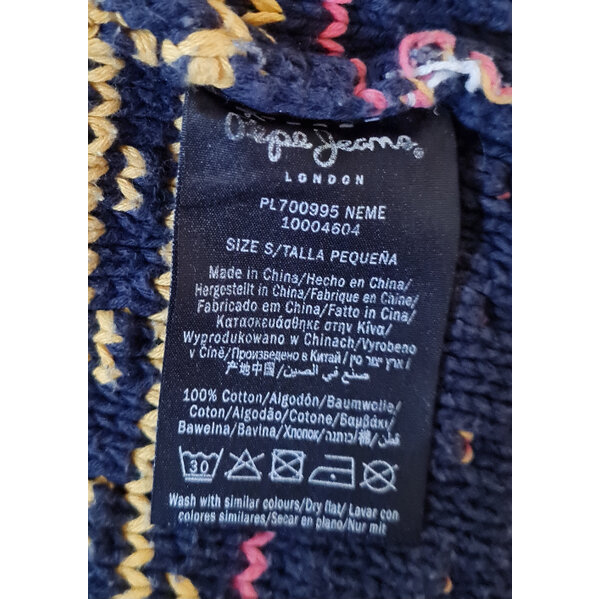 Pepe Jeans
LONDON
PL700995 NEME
10004604
SIZE S/TALLA PEQUEÑA
Made in China/Hecho en China/
Hergestellt in China/Fabrique en Chine/
Fabricado em China/Fatto in Cina/
Κατασκευάσθηκε στην Κίνα/
Wyprodukowano w Chinach/Vyrobeno
v Číně/Произведено в Китай/
产地中国/صنع في الصين/
100% Cotton/Algodón/Baumwolle/
Coton/Algodão/Cotone/Βαμβάκι/
Bawełna/Bavlna/Хлопок/כותנה/棉/قطن/
30
Wash with similar colours/Dry flat/Lavar con
colores similares/Secar en plano/Nur mit